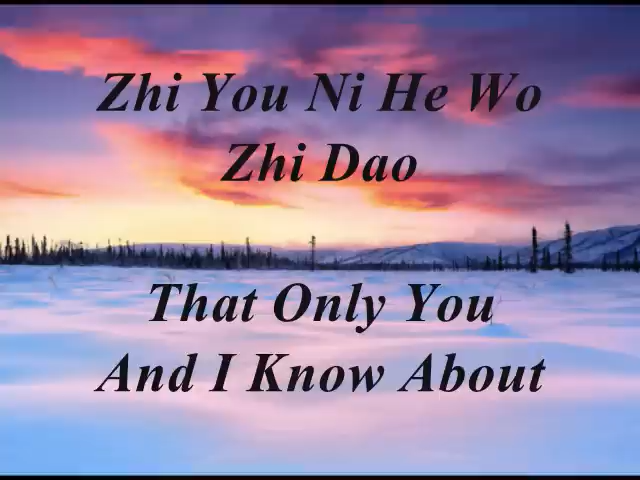 Zhi You Ni He Wo
Zhi Dao
That Only You
And I Know About